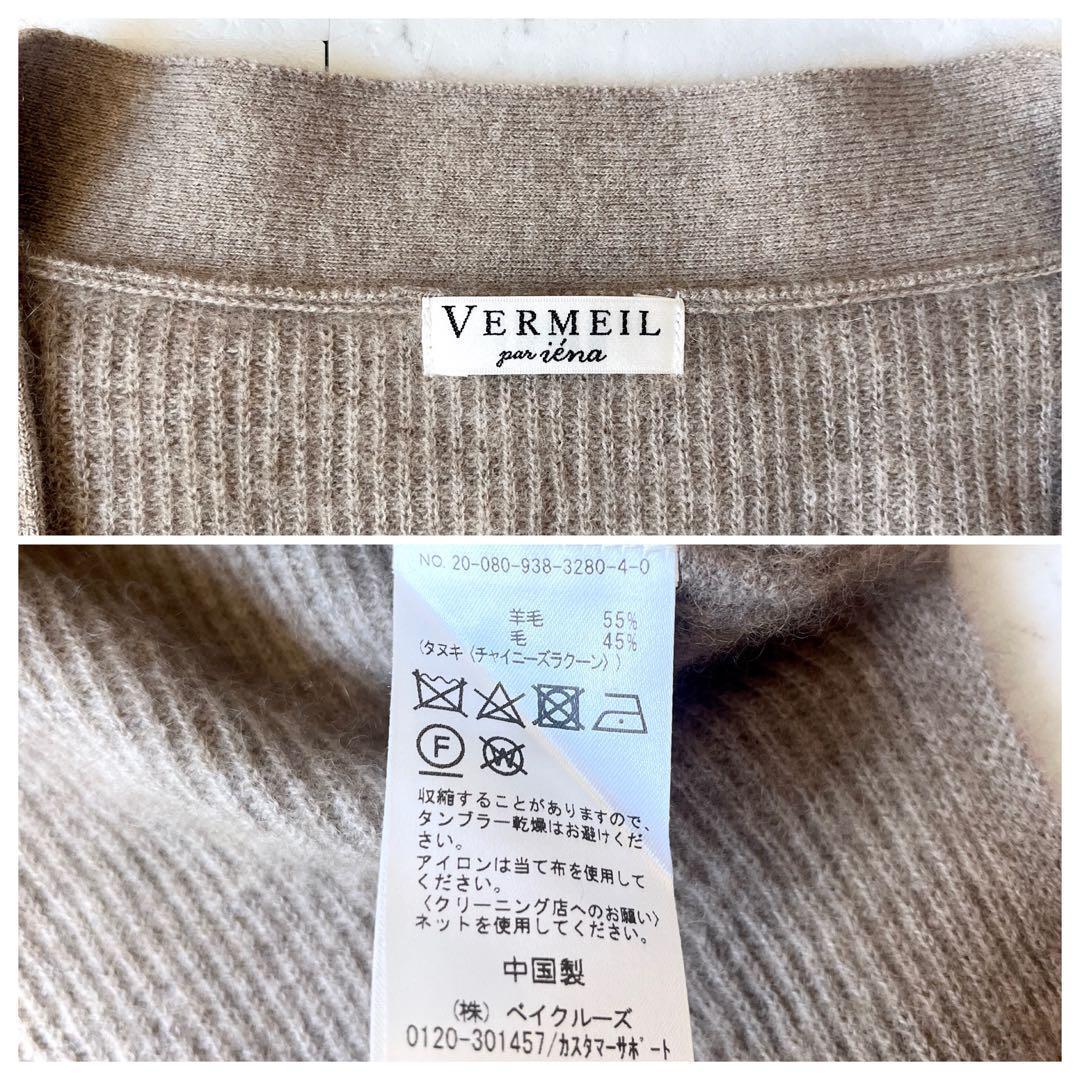 VERMEIL
par iéna
NO. 20-080-938-3280-4-0
羊毛 55%
毛 45%
(タヌキ〈チャイニーズラクーン〉)
F
W
収縮することがありますので、
タンブラー乾燥はお避けくだ
さい。
アイロンは当て布を使用して
ください。
〈クリーニング店へのお願い〉
ネットを使用してください。
中国製
(株) ベイクルーズ
0120-301457/カスタマーサポート